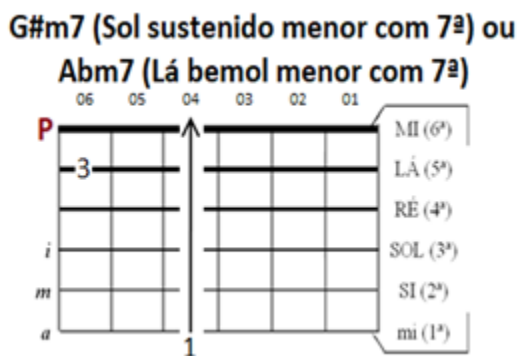 G#m7 (Sol sustenido menor com 7ª) ou
Abm7 (Lá bemol menor com 7ª)
06 05 04 03 02 01
P MI (6ª)
3 LÁ (5ª)
RÉ (4ª)
i SOL (3ª)
m SI (2ª)
a mi (1ª)
1